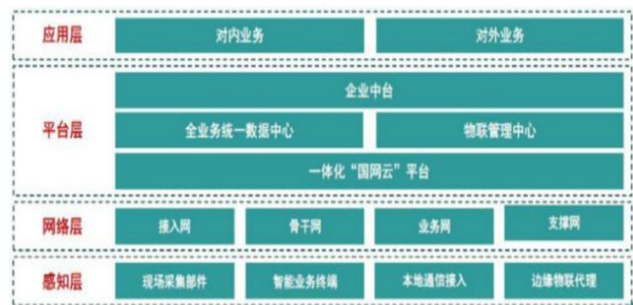 应用层
对内业务
对外业务
平台层
企业中台
全业务统一数据中心
物联管理中心
一体化“国网云”平台
网络层
接入网
骨干网
业务网
支撑网
感知层
现场采集部件
智能业务终端
本地通信接入
边缘物联代理